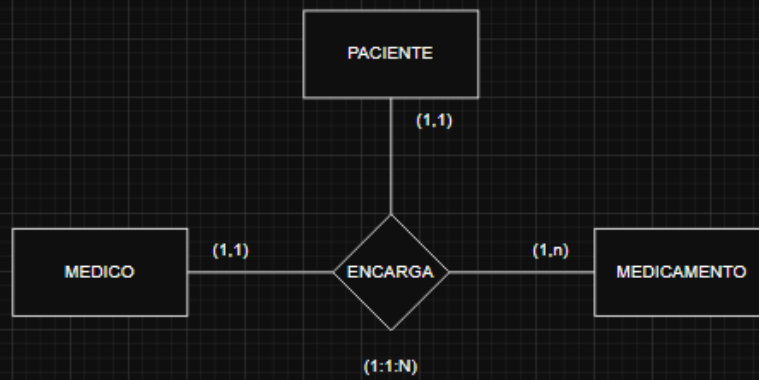 PACIENTE
(1,1)
(1,1)
(1,n)
MEDICO
ENCARGA
MEDICAMENTO
(1:1:N)